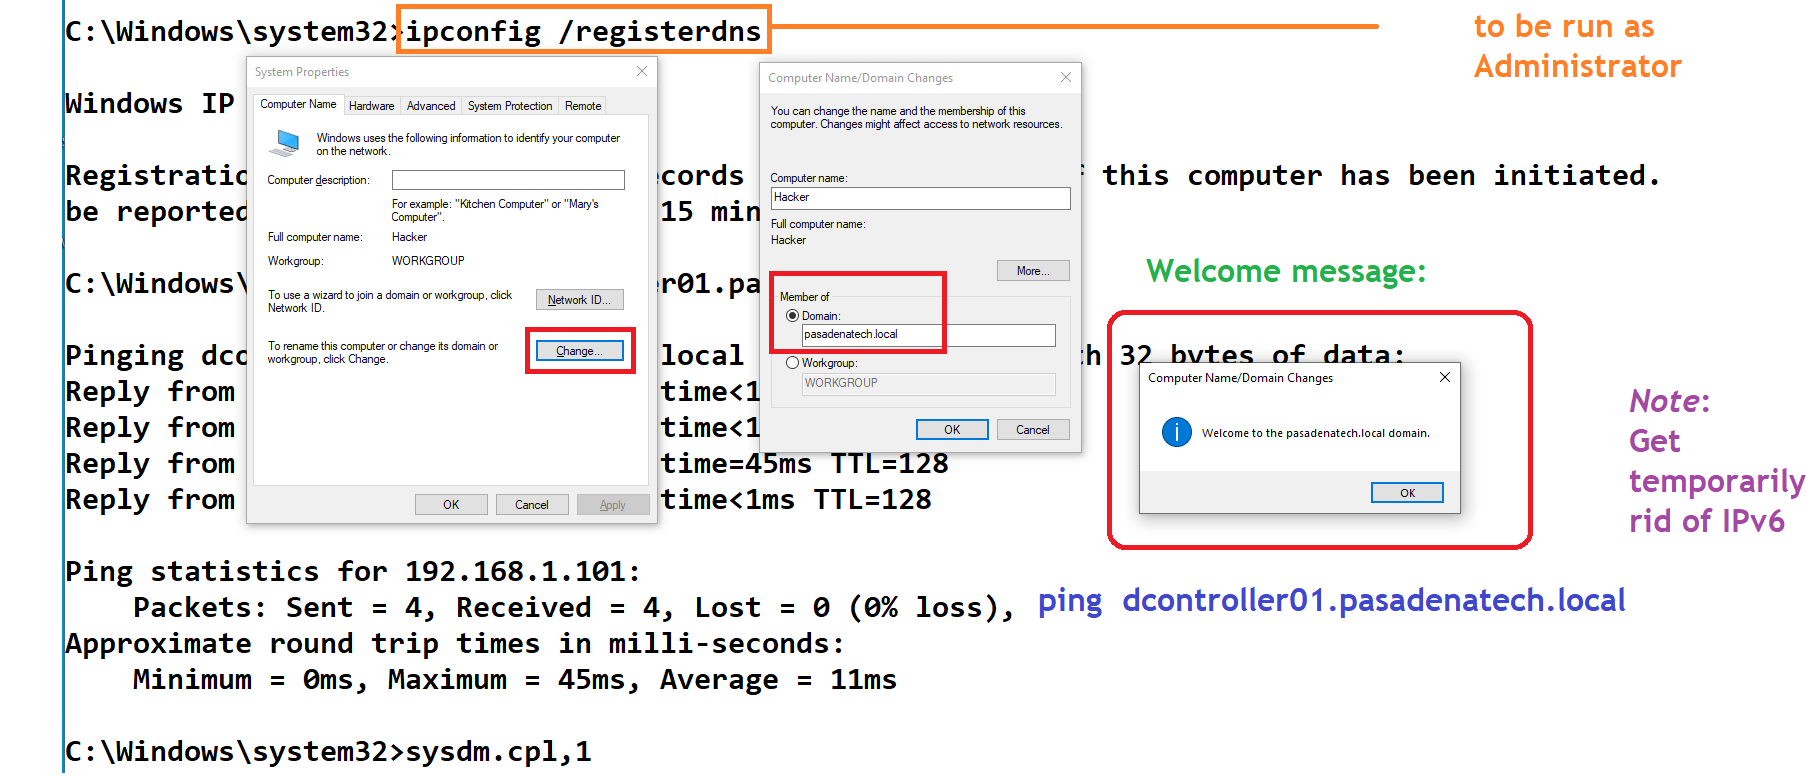 C:\Windows\system32>ipconfig /registerdns
to be run as
Administrator
Windows IP
Registratio
ecords
f this computer has been initiated.
be reported
15 min
C:\Windows\
er01.pa
Pinging dco
local
th 32 bytes of data:
Reply from
time<1
Reply from
time<1
Reply from
time=45ms TTL=128
Reply from
time<1ms TTL=128
Ping statistics for 192.168.1.101:
Packets: Sent = 4, Received = 4, Lost = 0 (0% loss),
Approximate round trip times in milli-seconds:
Minimum = 0ms, Maximum = 45ms, Average = 11ms
C:\Windows\system32>sysdm.cpl,1
System Properties
Computer Name Hardware Advanced System Protection Remote
Windows uses the following information to identify your computer
on the network.
Computer description:
For example: "Kitchen Computer" or "Mary's
Computer".
Full computer name: Hacker
Workgroup: WORKGROUP
To use a wizard to join a domain or workgroup, click
Network ID.
Network ID...
To rename this computer or change its domain or
workgroup, click Change.
Change...
OK Cancel Apply
Computer Name/Domain Changes
You can change the name and the membership of this
computer. Changes might affect access to network resources.
Computer name:
Hacker
Full computer name:
Hacker
More...
Member of
Domain:
pasadenatech.local
Workgroup:
WORKGROUP
OK Cancel
Welcome message:
Computer Name/Domain Changes
Welcome to the pasadenatech.local domain.
OK
Note:
Get
temporarily
rid of IPv6
ping dcontroller01.pasadenatech.local